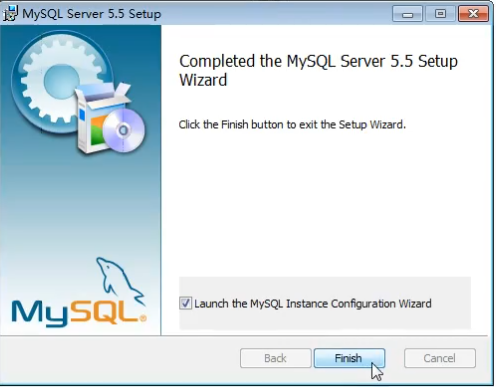 MySQL Server 5.5 Setup
Completed the MySQL Server 5.5 Setup
Wizard
Click the Finish button to exit the Setup Wizard.
Launch the MySQL Instance Configuration Wizard
MySQL®
Back
Finish
Cancel